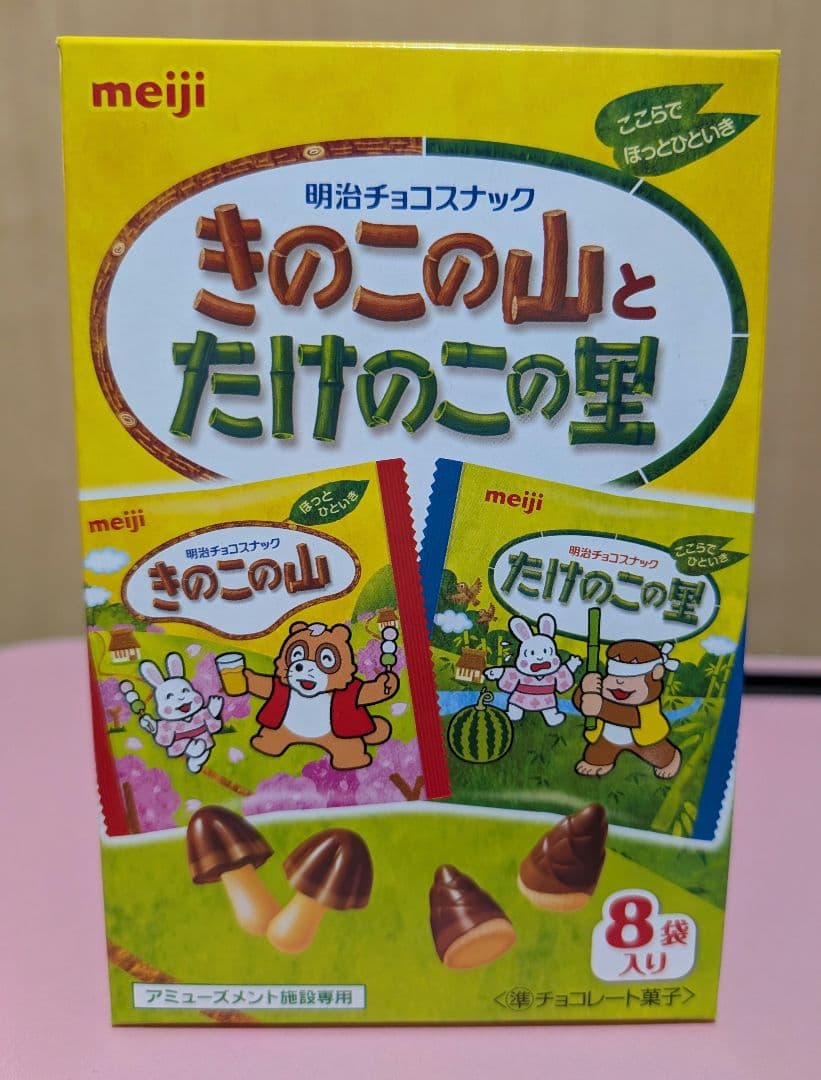 meiji
ここらで
ほっとひといき
明治チョコスナック
きのこの山と
たけのこの里
meiji
ほっと
ひといき
明治チョコスナック
きのこの山
meiji
ここらで
ひといき
明治チョコスナック
たけのこの里
8袋
入り
アミューズメント施設専用
<準チョコレート菓子>